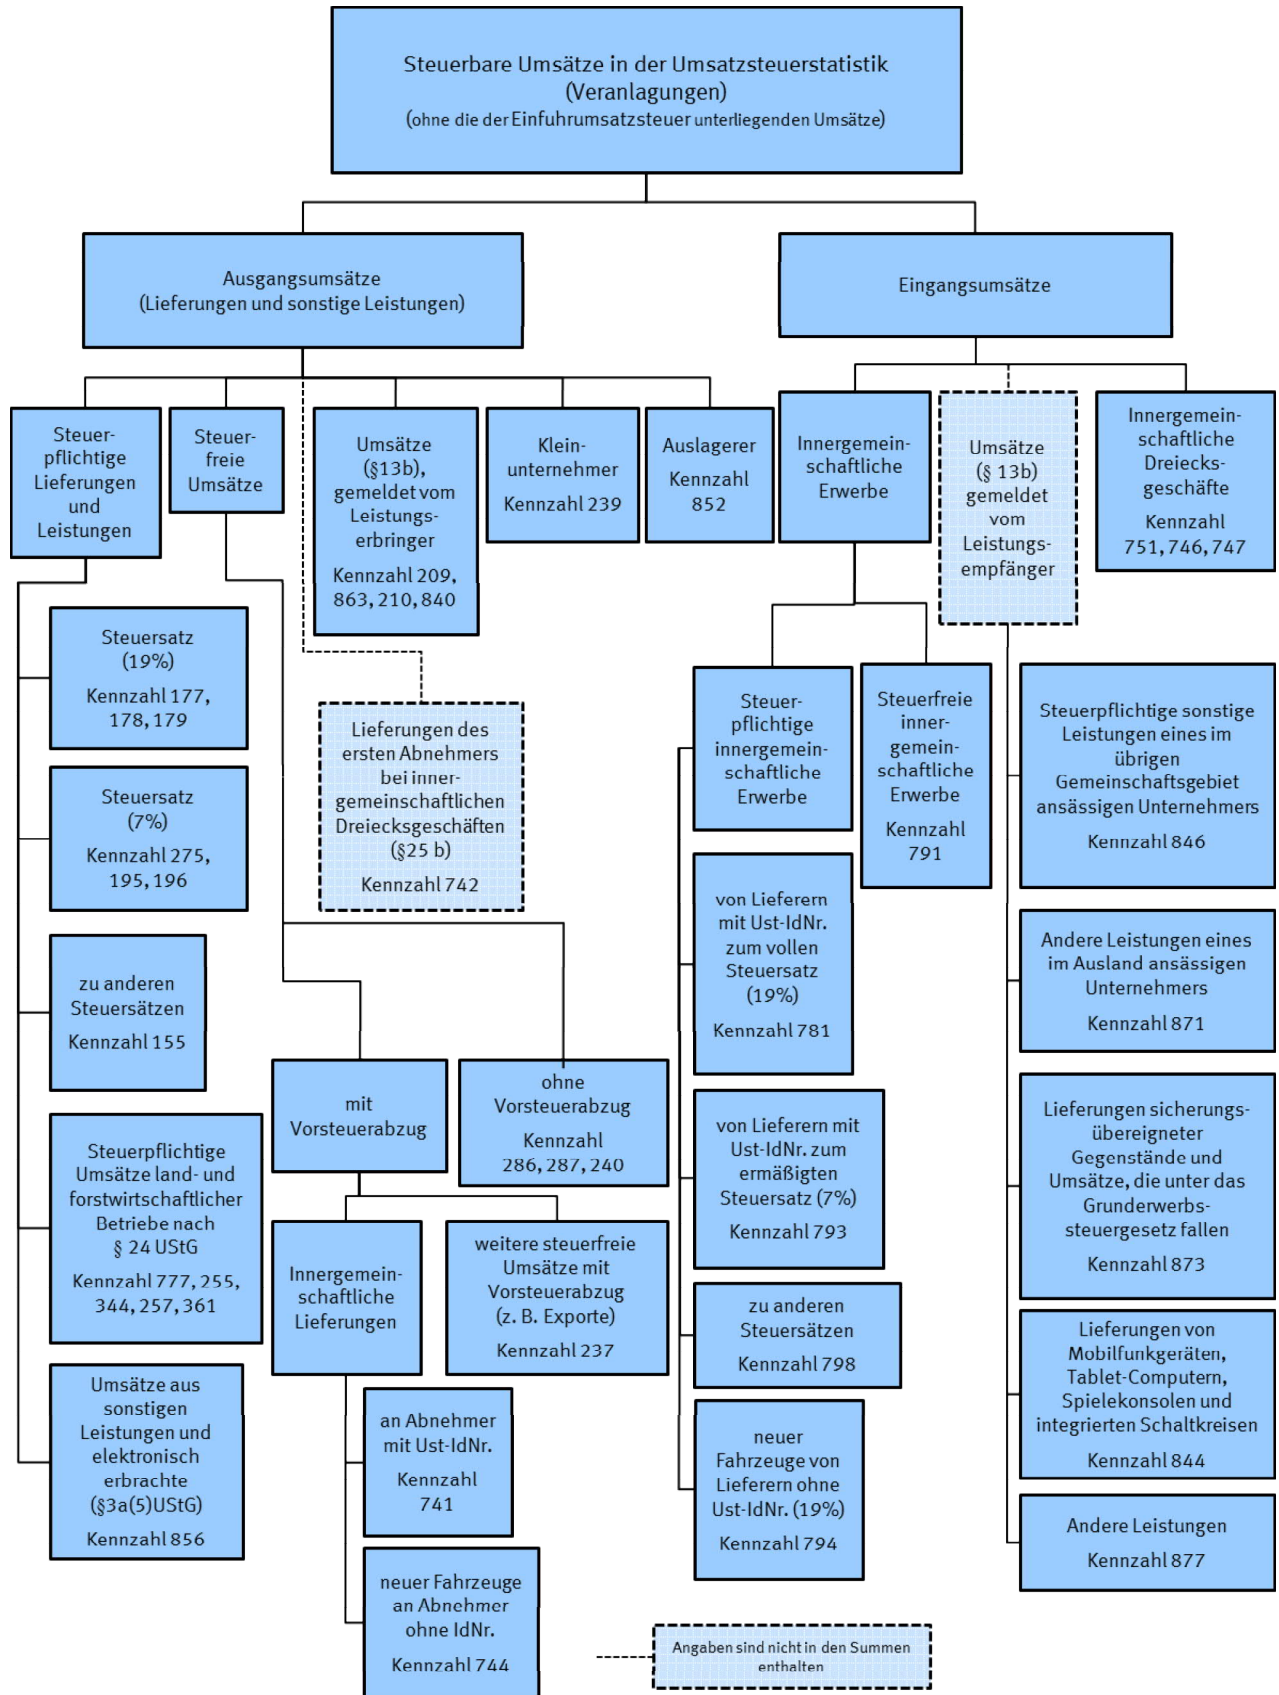 Steuerbare Umsätze in der Umsatzsteuerstatistik
(Veranlagungen)
(ohne die der Einfuhrumsatzsteuer unterliegenden Umsätze)
Ausgangsumsätze
(Lieferungen und sonstige Leistungen)
Eingangsumsätze
Steuer-
pflichtige
Lieferungen
und
Leistungen
Steuer-
freie
Umsätze
Umsätze
(§13b),
gemeldet vom
Leistungs-
erbringer
Kennzahl 209,
863, 210, 840
Klein-
unternehmer
Kennzahl 239
Auslagerer
Kennzahl
852
Innergemein-
schaftliche
Erwerbe
Umsätze
(§ 13b)
gemeldet
vom
Leistungs-
empfänger
Innergemein-
schaftliche
Dreiecks-
geschäfte
Kennzahl
751, 746, 747
Steuersatz
(19%)
Kennzahl 177,
178, 179
Steuersatz
(7%)
Kennzahl 275,
195, 196
zu anderen
Steuersätzen
Kennzahl 155
Steuerpflichtige
Umsätze land- und
forstwirtschaftlicher
Betriebe nach
§ 24 UStG
Kennzahl 777, 255,
344, 257, 361
Umsätze aus
sonstigen
Leistungen und
elektronisch
erbrachte
(§3a(5)UStG)
Kennzahl 856
Lieferungen des
ersten Abnehmers
bei inner-
gemeinschaftlichen
Dreiecksgeschäften
(§25 b)
Kennzahl 742
mit
Vorsteuerabzug
ohne
Vorsteuerabzug
Kennzahl
286, 287, 240
Innergemein-
schaftliche
Lieferungen
weitere steuerfreie
Umsätze mit
Vorsteuerabzug
(z. B. Exporte)
Kennzahl 237
an Abnehmer
mit Ust-IdNr.
Kennzahl
741
neuer Fahrzeuge
an Abnehmer
ohne IdNr.
Kennzahl 744
Steuer-
pflichtige
innergemein-
schaftliche
Erwerbe
Steuerfreie
inner-
gemein-
schaftliche
Erwerbe
Kennzahl
791
von Lieferern
mit Ust-IdNr.
zum vollen
Steuersatz
(19%)
Kennzahl 781
von Lieferern mit
Ust-IdNr. zum
ermäßigten
Steuersatz (7%)
Kennzahl 793
zu anderen
Steuersätzen
Kennzahl 798
neuer
Fahrzeuge von
Lieferern ohne
Ust-IdNr. (19%)
Kennzahl 794
Steuerpflichtige sonstige
Leistungen eines im
übrigen
Gemeinschaftsgebiet
ansässigen Unternehmers
Kennzahl 846
Andere Leistungen eines
im Ausland ansässigen
Unternehmers
Kennzahl 871
Lieferungen sicherungs-
übereigneter
Gegenstände und
Umsätze, die unter das
Grunderwerbs-
steuergesetz fallen
Kennzahl 873
Lieferungen von
Mobilfunkgeräten,
Tablet-Computern,
Spielekonsolen und
integrierten Schaltkreisen
Kennzahl 844
Andere Leistungen
Kennzahl 877
Angaben sind nicht in den Summen
enthalten